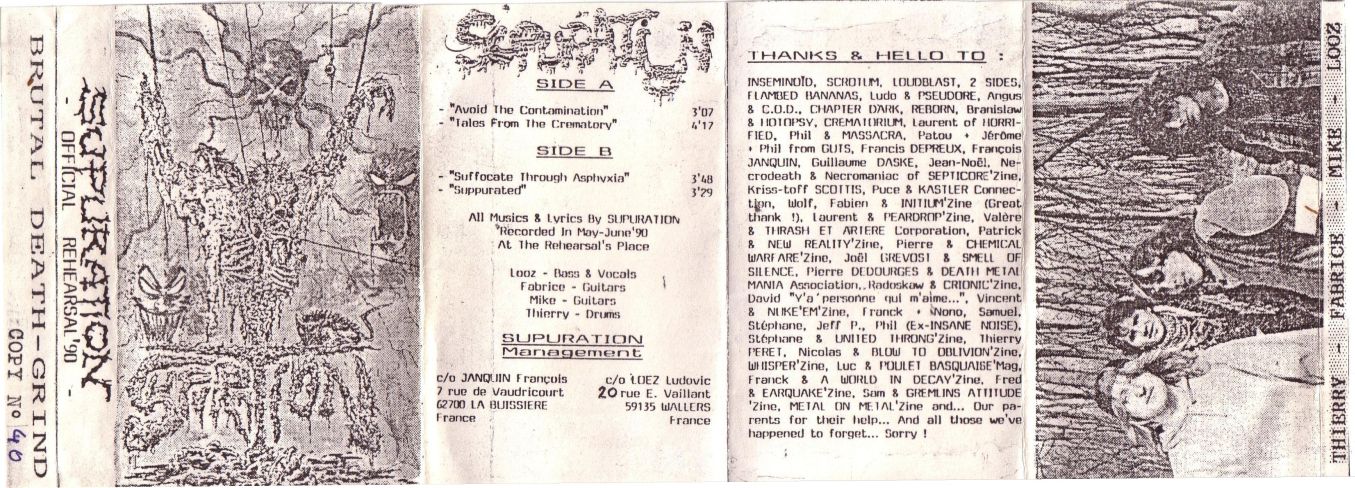 BRUTAL DEATH-GRIND
COPY No 40
SUPURATION
- OFFICIAL REHEARSAL '90 -
SUPURATION
SIDE A
- "Avoid The Contamination" 3'07
- "Tales From The Crematory" 4'17
SIDE B
- "Suffocate Through Asphyxia" 3'48
- "Suppurated" 3'29
All Musics & Lyrics By SUPURATION
Recorded In May-June'90
At The Rehearsal's Place
Looz - Bass & Vocals
Fabrice - Guitars
Mike - Guitars
Thierry - Drums
SUPURATION
Management
c/o JANQUIN François
7 rue de Vaudricourt
62700 LA BUISSIERE
France
c/o LOEZ Ludovic
20 rue E. Vaillant
59135 WALLERS
France
THANKS & HELLO TO :
INSEMINOÏD, SCROTUM, LOUDBLAST, 2 SIDES,
FLAMBED BANANAS, Ludo & PSEUDORE, Angus
& C.O.D., CHAPTER DARK, REBORN, Branislaw
& HOTOPSY, CREMATORIUM, Laurent of HORRI-
FIED, Phil & MASSACRA, Patou + Jérôme
+ Phil from GUTS, Francis DEPREUX, François
JANQUIN, Guillaume DASKE, Jean-Noël, Ne-
crodeath & Necromaniac of SEPTICORE'Zine,
Kriss-toff SCOTTIS, Puce & KASTLER Connec-
tion, Wolf, Fabien & INITIUM'Zine (Great
thank !), Laurent & PEARDROP'Zine, Valère
& THRASH ET ARTERE Corporation, Patrick
& NEW REALITY'Zine, Pierre & CHEMICAL
WARFARE'Zine, Joël GREVOST & SMELL OF
SILENCE, Pierre DEDOURGES & DEATH METAL
MANIA Association, Radoskaw & CRIONIC'Zine,
David "Y'a personne qui m'aime...", Vincent
& NUKE'EM'Zine, Franck + Nono, Samuel,
Stéphane, Jeff P., Phil (Ex-INSANE NOISE),
Stéphane & UNITED THRONG'Zine, Thierry
PERET, Nicolas & BLOW TO OBLIVION'Zine,
WHISPER'Zine, Luc & POULET BASQUAISE'Mag,
Franck & A WORLD IN DECAY'Zine, Fred
& EARQUAKE'Zine, Sam & GREMLINS ATTITUDE
'Zine, METAL ON METAL'Zine and... Our pa-
rents for their help... And all those we've
happened to forget... Sorry !
THIERRY - FABRICE - MIKE - LOOZ